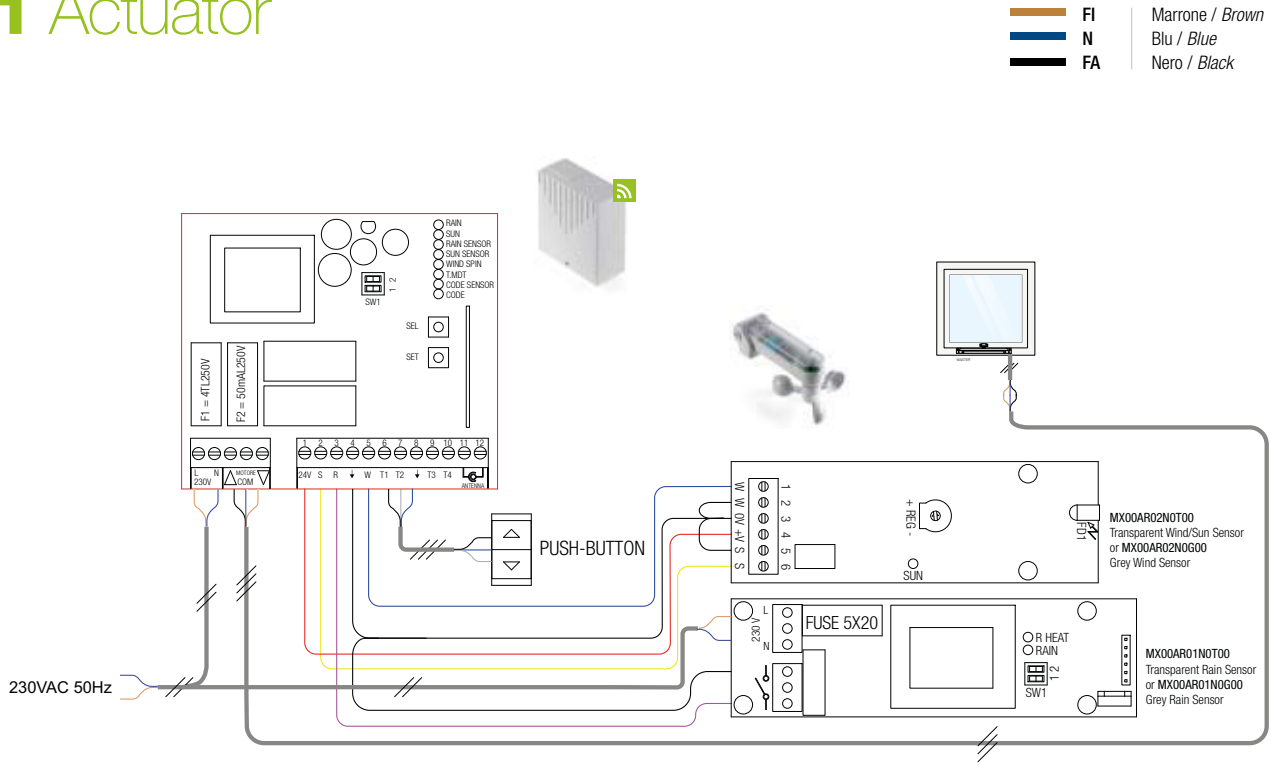 1 Actuator
FI Marrone / Brown
N Blu / Blue
FA Nero / Black
RAIN
SUN
RAIN SENSOR
SUN SENSOR
WIND SPIN
T.MDT
CODE SENSOR
CODE
1 2
SW1
SEL
SET
F1 = 4TL250V
F2 = 50mAL250V
L N
230V
MOTORE
COM
1 2 3 4 5 6 7 8 9 10 11 12
24V S R W T1 T2 T3 T4
ANTENNA
PUSH-BUTTON
MASTER
W W 0V +V S S
1 2 3 4 5 6
+ REG -
SUN
FD1
MX00AR02N0T00
Transparent Wind/Sun Sensor
or MX00AR02N0G00
Grey Wind Sensor
L
230 V
N
FUSE 5X20
R HEAT
RAIN
1 2
SW1
MX00AR01N0T00
Transparent Rain Sensor
or MX00AR01N0G00
Grey Rain Sensor
230VAC 50Hz